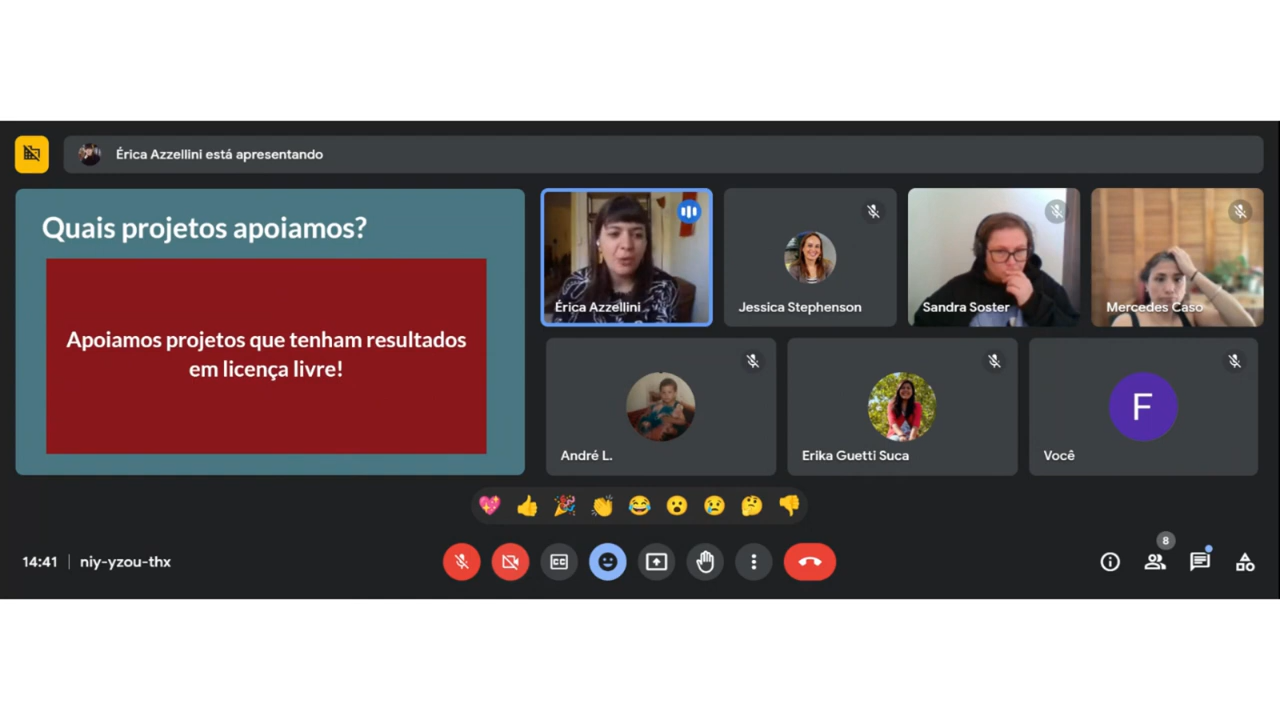 Érica Azzellini está apresentando
Quais projetos apoiamos?
Apoiamos projetos que tenham resultados
em licença livre!
Érica Azzellini
Jessica Stephenson
Sandra Soster
Mercedes Caso
André L.
Erika Guetti Suca
F
Você
CC
8
14:41 | niy-yzou-thx